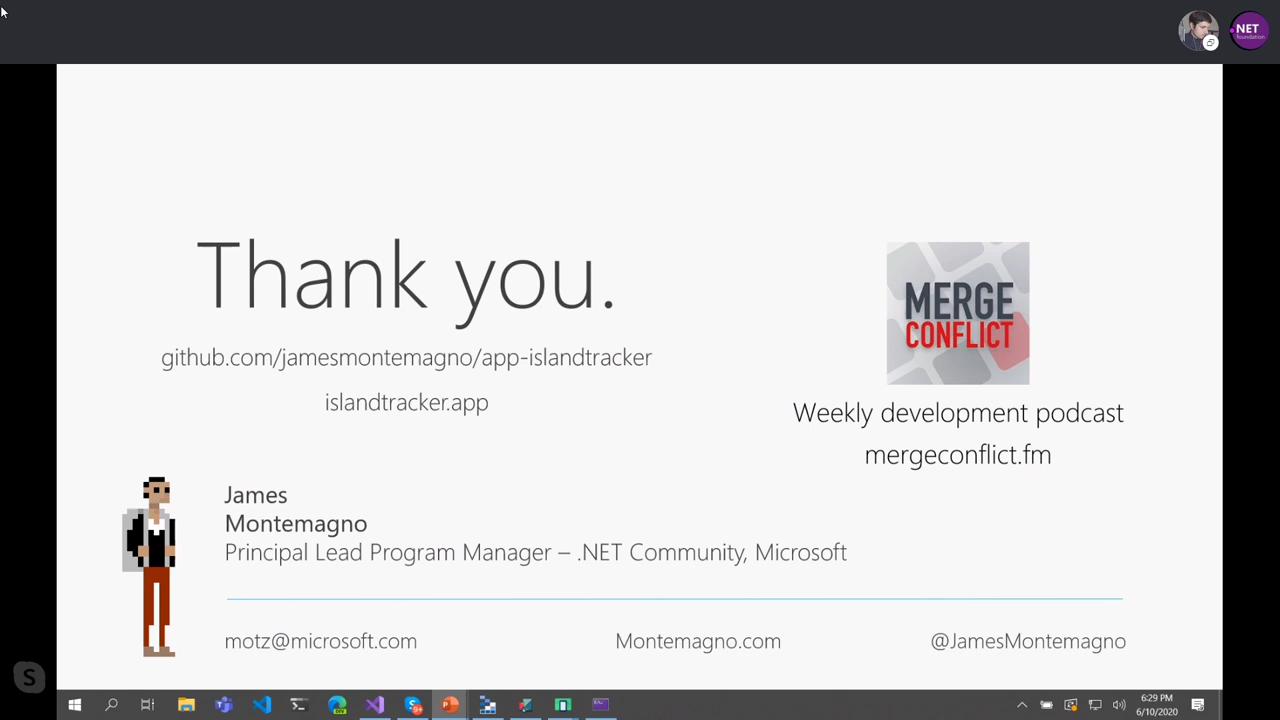 .NET
foundation
Thank you.
github.com/jamesmontemagno/app-islandtracker
islandtracker.app
MERGE
CONFLICT
Weekly development podcast
mergeconflict.fm
James
Montemagno
Principal Lead Program Manager – .NET Community, Microsoft
motz@microsoft.com
Montemagno.com
@JamesMontemagno
S
6:29 PM
6/10/2020